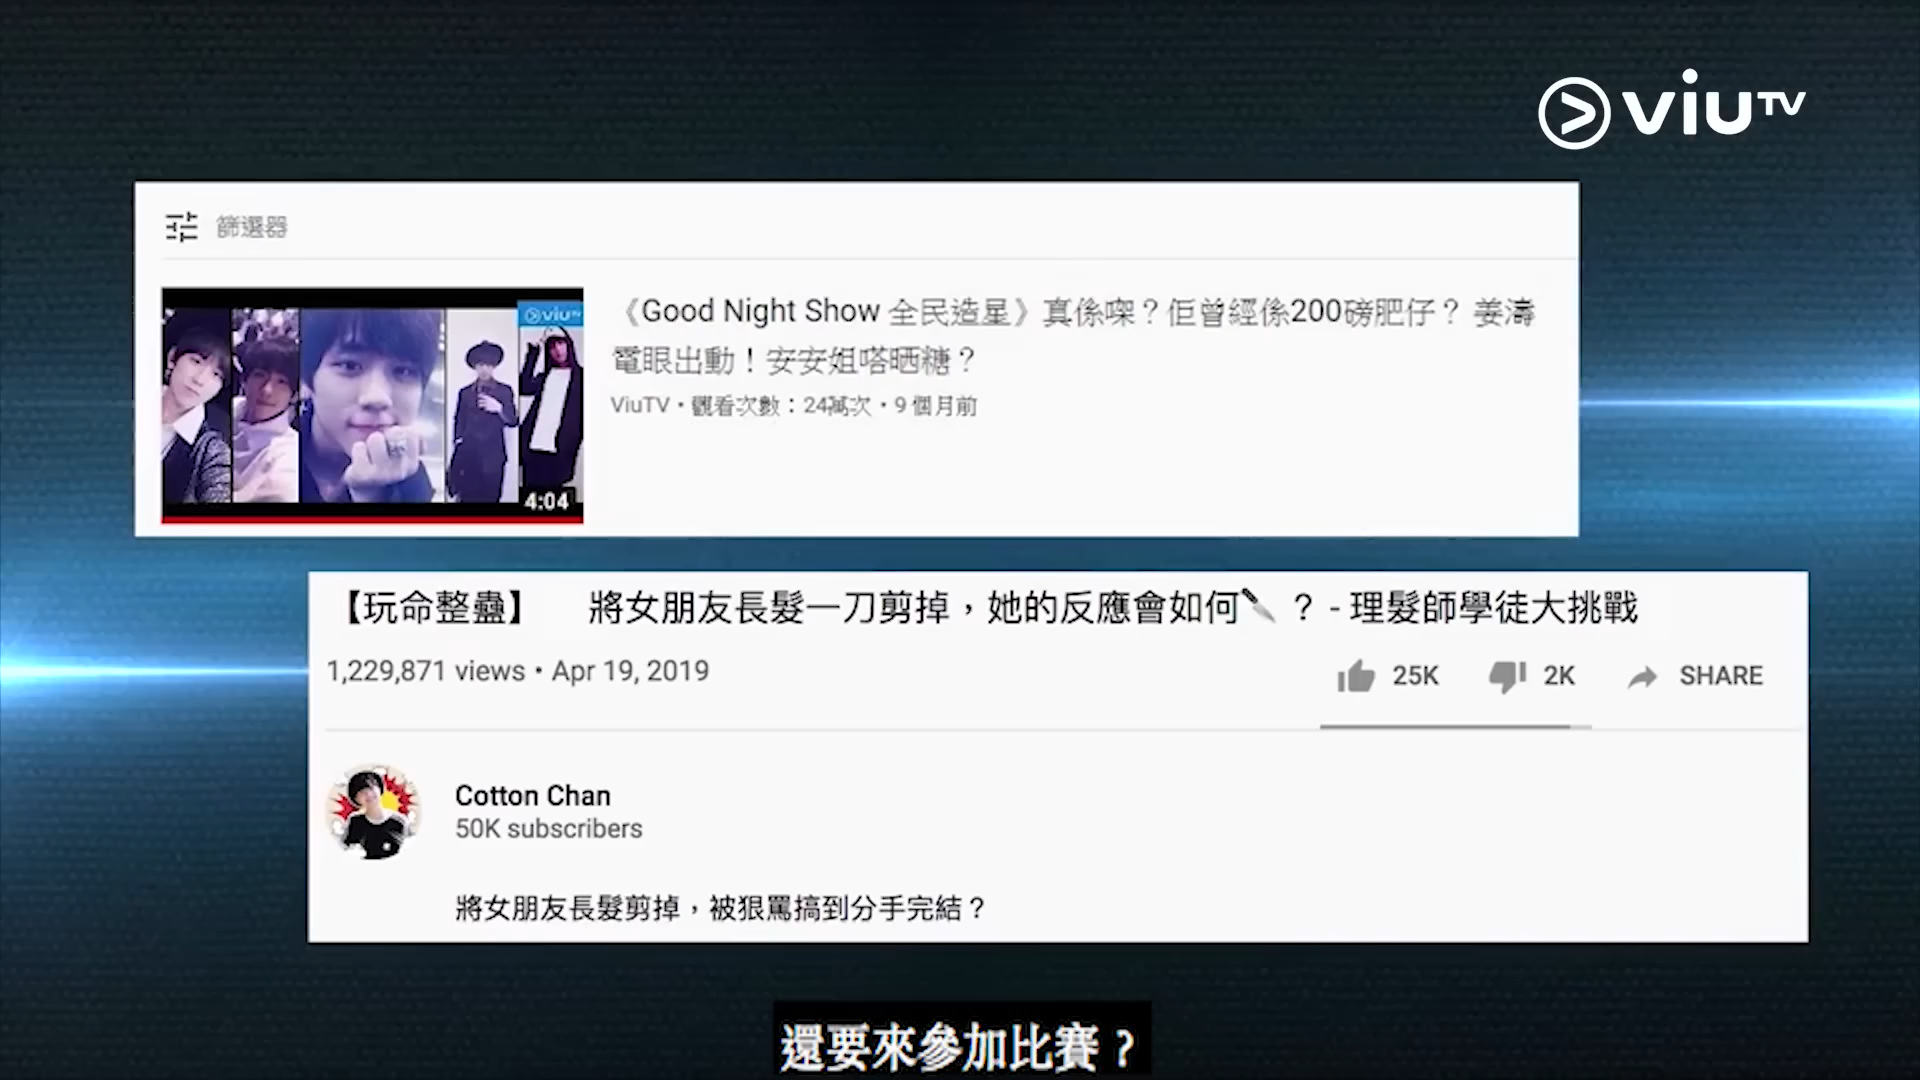 viuTV
篩選器
viuTV
4:04
《Good Night Show 全民造星》真係㗎？佢曾經係200磅肥仔？ 姜濤
電眼出動！安安姐嗒晒糖？
ViuTV・觀看次數：24萬次・9 個月前
【玩命整蠱】 將女朋友長髮一刀剪掉，她的反應會如何🔪？- 理髮師學徒大挑戰
1,229,871 views • Apr 19, 2019
25K 2K SHARE
Cotton Chan
50K subscribers
將女朋友長髮剪掉，被狠罵搞到分手完結？
還要來參加比賽？